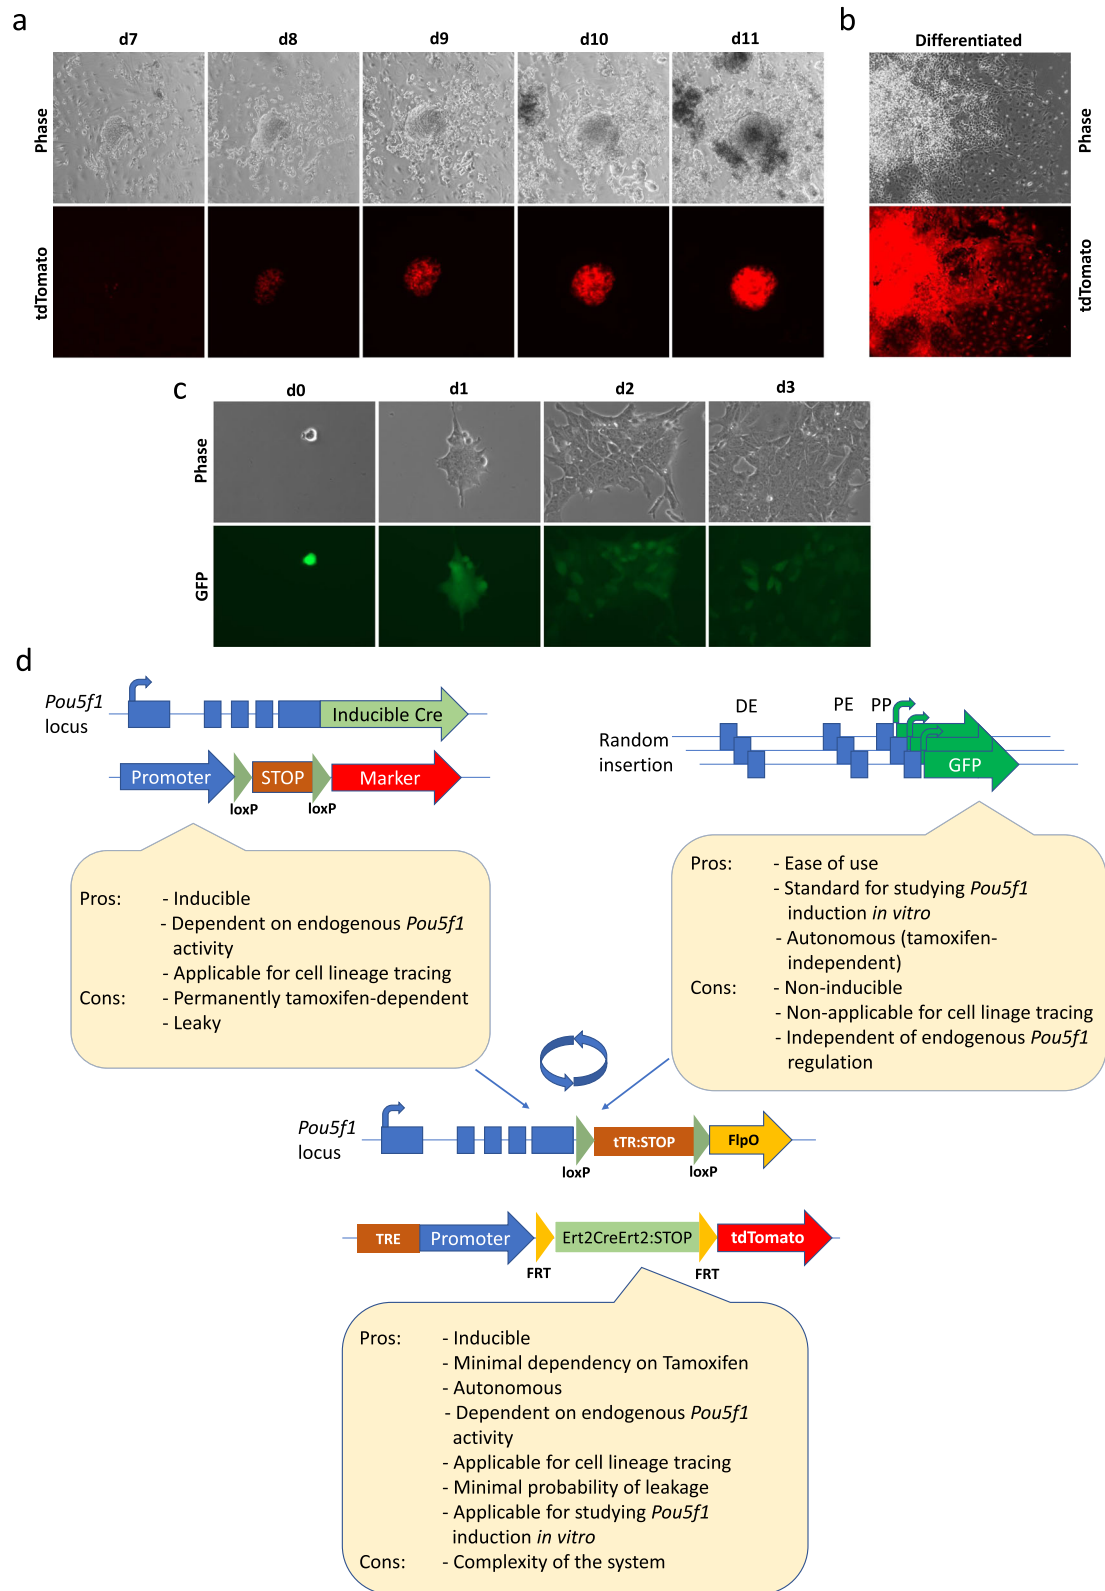 a
d7 d8 d9 d10 d11
Phase
tdTomato
b
Differentiated
Phase
tdTomato
c
d0 d1 d2 d3
Phase
GFP
d
Pou5f1
locus
Inducible Cre
Promoter STOP Marker
loxP loxP
Pros: - Inducible
- Dependent on endogenous Pou5f1
activity
- Applicable for cell lineage tracing
Cons: - Permanently tamoxifen-dependent
- Leaky
DE PE PP
Random
insertion
GFP
Pros: - Ease of use
- Standard for studying Pou5f1
induction in vitro
- Autonomous (tamoxifen-
independent)
Cons: - Non-inducible
- Non-applicable for cell linage tracing
- Independent of endogenous Pou5f1
regulation
Pou5f1
locus
tTR:STOP FlpO
loxP loxP
TRE Promoter Ert2CreErt2:STOP tdTomato
FRT FRT
Pros: - Inducible
- Minimal dependency on Tamoxifen
- Autonomous
- Dependent on endogenous Pou5f1
activity
- Applicable for cell lineage tracing
- Minimal probability of leakage
- Applicable for studying Pou5f1
induction in vitro
Cons: - Complexity of the system